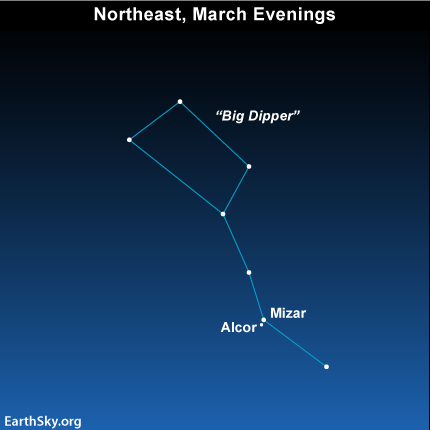 Northeast, March Evenings
“Big Dipper”
Mizar
Alcor
EarthSky.org